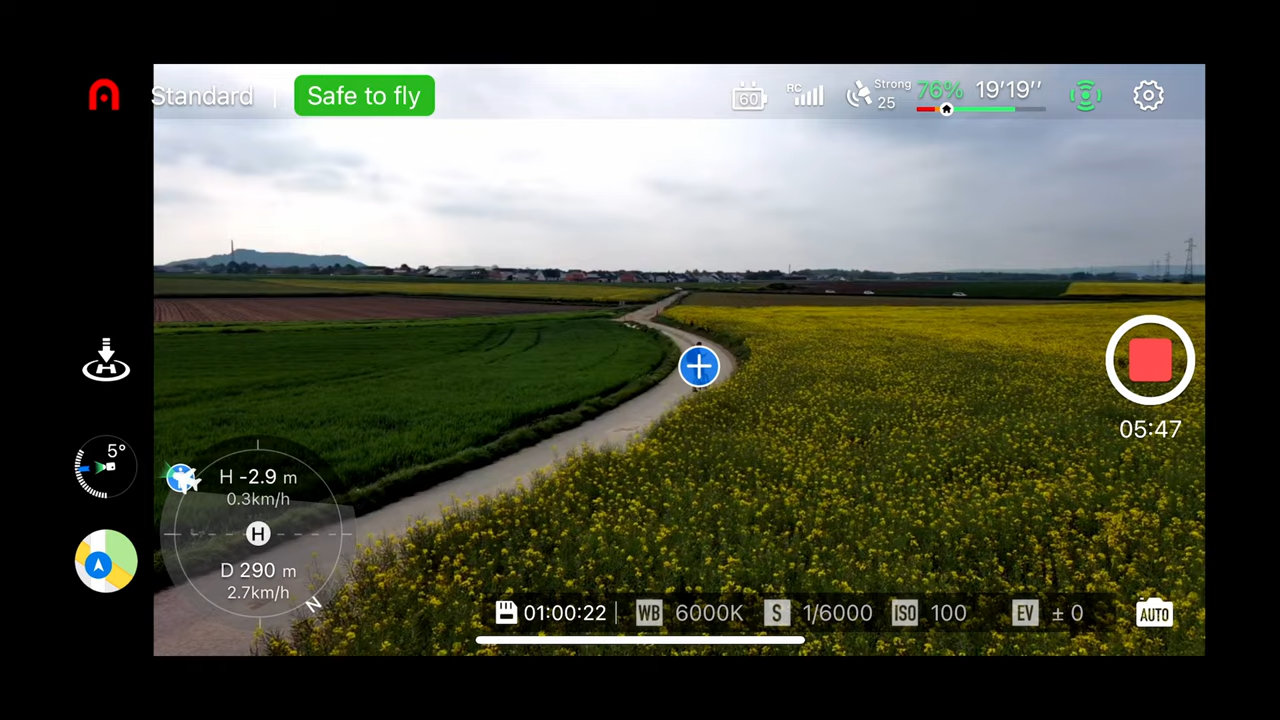 Standard
Safe to fly
60
RC
Strong
25
76%
19'19''
05:47
5°
H -2.9 m
0.3km/h
H
D 290 m
2.7km/h
N
01:00:22
WB 6000K
S 1/6000
ISO 100
EV ± 0
AUTO